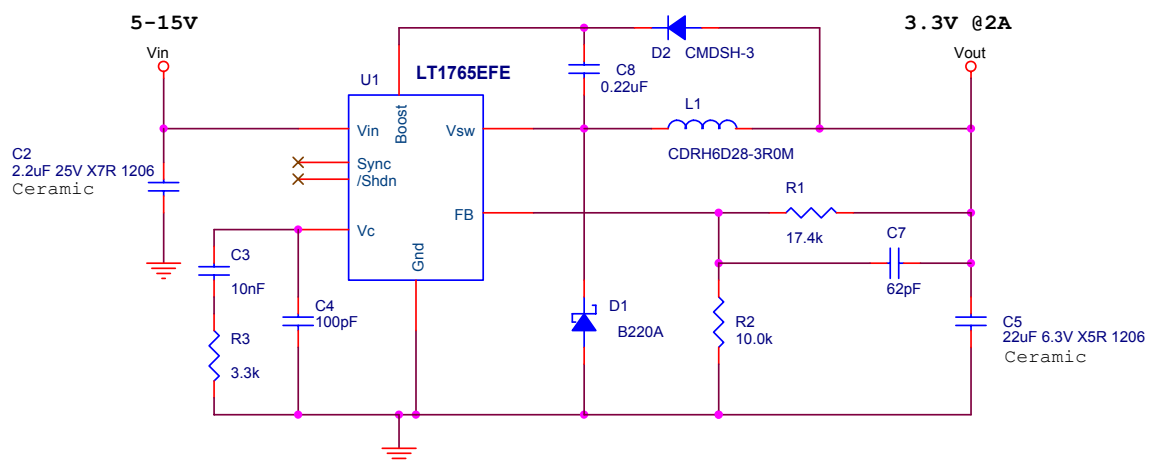 5-15V
3.3V @2A
Vin
Vout
D2 CMDSH-3
U1
LT1765EFE
C8
0.22uF
L1
Vin
Boost
Vsw
CDRH6D28-3R0M
C2
2.2uF 25V X7R 1206
Ceramic
Sync
/Shdn
R1
FB
17.4k
Vc
C7
C3
10nF
Gnd
62pF
C4
100pF
D1
B220A
R2
10.0k
C5
22uF 6.3V X5R 1206
Ceramic
R3
3.3k